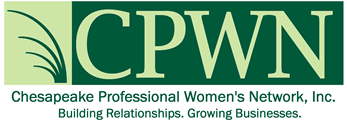 CPWN
Chesapeake Professional Women's Network, Inc.
Building Relationships. Growing Businesses.